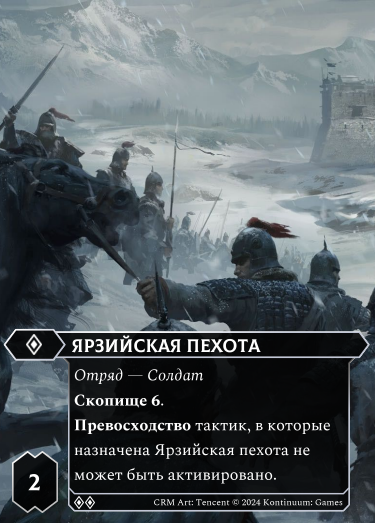 ЯРЗИЙСКАЯ ПЕХОТА
Отряд — Солдат
Скопище 6.
Превосходство тактик, в которые
назначена Ярзийская пехота не
может быть активировано.
2
CRM Art: Tencent © 2024 Kontinuum: Games